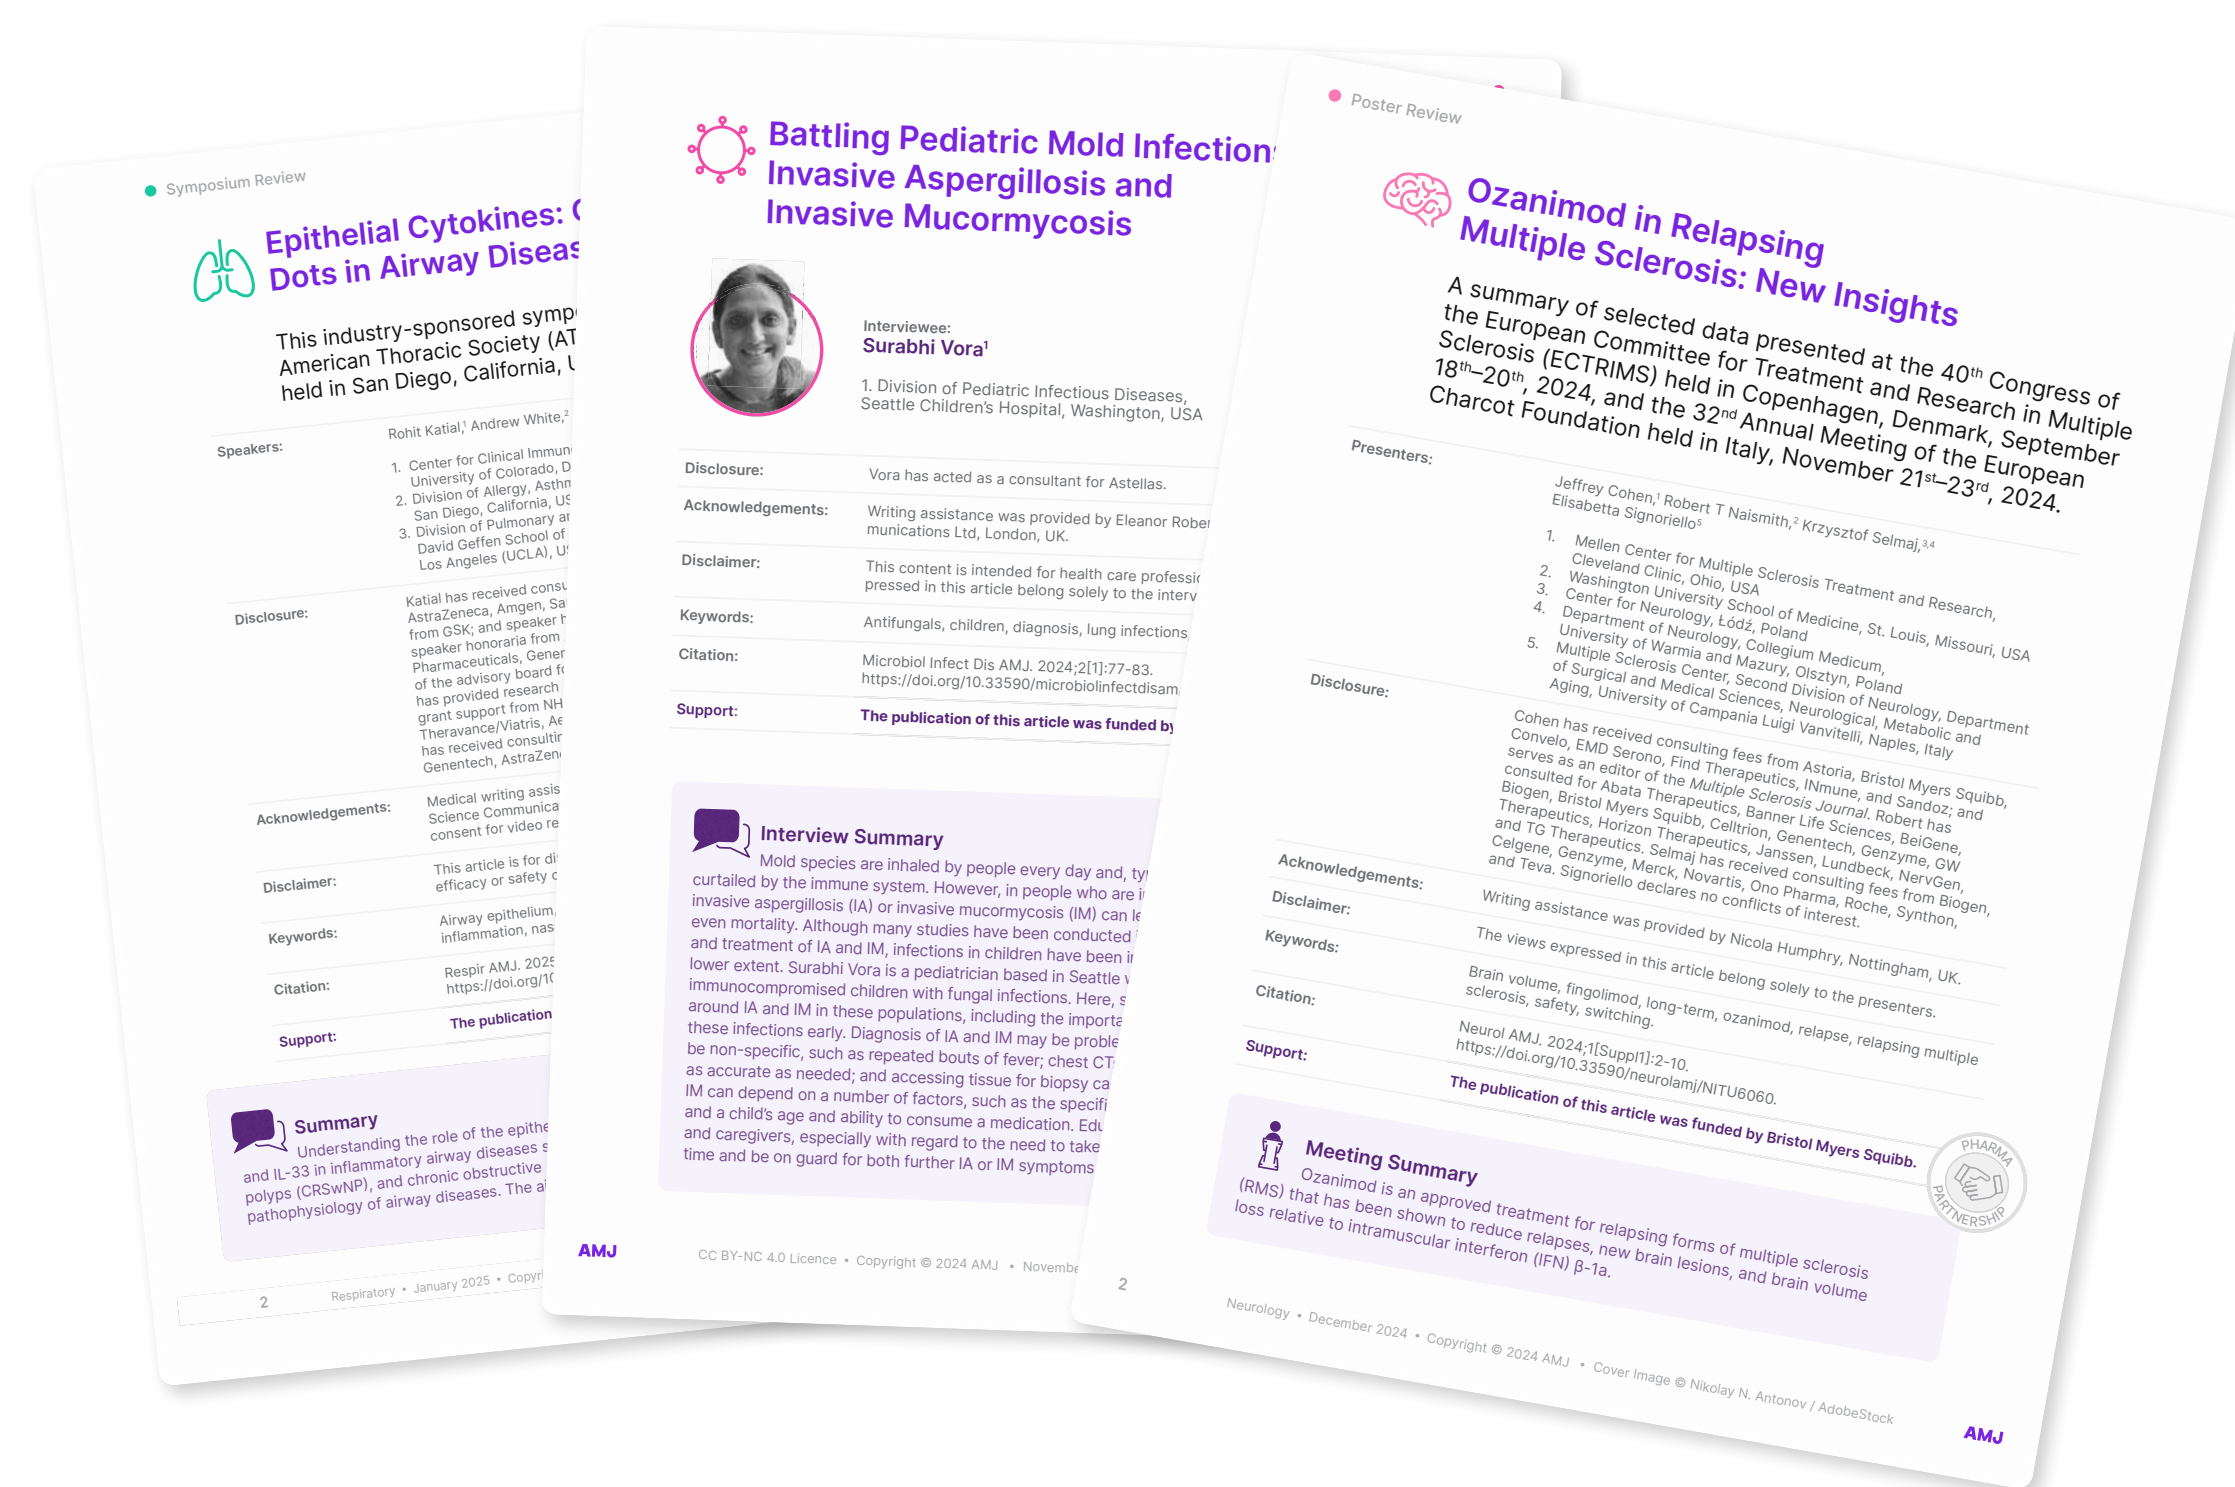 Symposium Review
Epithelial Cytokines:
Dots in Airway
This industry-sponsored
American Thoracic Society
held in San Diego, California,
Speakers:
Rohit Katial,¹ Andrew White,²
1. Center for Clinical
University of Colorado,
2. Division of Allergy,
San Diego, California,
3. Division of Pulmonary
David Geffen School of
Los Angeles (UCLA),
Disclosure:
Katial has received
AstraZeneca, Amgen,
from GSK; and speaker
speaker honoraria from
Pharmaceuticals,
of the advisory board
has provided research
grant support from
Theravance/Viatris,
has received
Genentech,
Acknowledgements:
Medical writing
Science
consent for video
Disclaimer:
This article is for
efficacy or safety
Keywords:
Airway epithelium,
inflammation,
Citation:
Respir AMJ. 2025
https://doi.org/10
Support:
The publication
Summary
Understanding the role of the
and IL-33 in inflammatory airway diseases
polyps (CRSwNP), and chronic obstructive
pathophysiology of airway diseases. The
2
Respiratory • January 2025 •
Battling Pediatric Mold Infections
Invasive Aspergillosis and
Invasive Mucormycosis
Interviewee:
Surabhi Vora¹
1. Division of Pediatric Infectious Diseases,
Seattle Children’s Hospital, Washington, USA
Disclosure:
Vora has acted as a consultant for Astellas.
Acknowledgements:
Writing assistance was provided by Eleanor
munications Ltd, London, UK.
Disclaimer:
This content is intended for health care
pressed in this article belong solely to the
Keywords:
Antifungals, children, diagnosis, lung infections,
Citation:
Microbiol Infect Dis AMJ. 2024;2[1]:77-83.
https://doi.org/10.33590/microbiolinfectdisam
Support:
The publication of this article was funded by
Interview Summary
Mold species are inhaled by people every day and,
curtailed by the immune system. However, in people who are
invasive aspergillosis (IA) or invasive mucormycosis (IM) can
even mortality. Although many studies have been conducted
and treatment of IA and IM, infections in children have been
lower extent. Surabhi Vora is a pediatrician based in Seattle
immunocompromised children with fungal infections. Here,
around IA and IM in these populations, including the
these infections early. Diagnosis of IA and IM may be
be non-specific, such as repeated bouts of fever; chest
as accurate as needed; and accessing tissue for biopsy
IM can depend on a number of factors, such as the
and a child’s age and ability to consume a medication.
and caregivers, especially with regard to the need to take
time and be on guard for both further IA or IM symptoms
AMJ
CC BY-NC 4.0 Licence • Copyright © 2024 AMJ •
Poster Review
Ozanimod in Relapsing
Multiple Sclerosis: New Insights
A summary of selected data presented at the 40th Congress of
the European Committee for Treatment and Research in Multiple
Sclerosis (ECTRIMS) held in Copenhagen, Denmark, September
18th–20th, 2024, and the 32nd Annual Meeting of the European
Charcot Foundation held in Italy, November 21st–23rd, 2024.
Presenters:
Jeffrey Cohen,¹ Robert T Naismith,² Krzysztof Selmaj,³,⁴
Elisabetta Signoriello⁵
1. Mellen Center for Multiple Sclerosis Treatment and Research,
Cleveland Clinic, Ohio, USA
2. Washington University School of Medicine, St. Louis, Missouri, USA
3. Center for Neurology, Łódź, Poland
4. Department of Neurology, Collegium Medicum,
University of Warmia and Mazury, Olsztyn, Poland
5. Multiple Sclerosis Center, Second Division of Neurology, Department
of Surgical and Medical Sciences, Neurological, Metabolic and
Aging, University of Campania Luigi Vanvitelli, Naples, Italy
Disclosure:
Cohen has received consulting fees from Astoria, Bristol Myers Squibb,
Convelo, EMD Serono, Find Therapeutics, INmune, and Sandoz; and
serves as an editor of the Multiple Sclerosis Journal. Robert has
consulted for Abata Therapeutics, Banner Life Sciences, BeiGene,
Biogen, Bristol Myers Squibb, Celltrion, Genentech, Genzyme, GW
Therapeutics, Horizon Therapeutics, Janssen, Lundbeck, NervGen,
and TG Therapeutics. Selmaj has received consulting fees from Biogen,
Celgene, Genzyme, Merck, Novartis, Ono Pharma, Roche, Synthon,
and Teva. Signoriello declares no conflicts of interest.
Acknowledgements:
Writing assistance was provided by Nicola Humphry, Nottingham, UK.
Disclaimer:
The views expressed in this article belong solely to the presenters.
Keywords:
Brain volume, fingolimod, long-term, ozanimod, relapse, relapsing multiple
sclerosis, safety, switching.
Citation:
Neurol AMJ. 2024;1[Suppl1]:2-10.
https://doi.org/10.33590/neurolamj/NITU6060.
Support:
The publication of this article was funded by Bristol Myers Squibb.
PHARMA
PARTNERSHIP
Meeting Summary
Ozanimod is an approved treatment for relapsing forms of multiple sclerosis
(RMS) that has been shown to reduce relapses, new brain lesions, and brain volume
loss relative to intramuscular interferon (IFN) β-1a.
2
Neurology • December 2024 • Copyright © 2024 AMJ • Cover Image © Nikolay N. Antonov / AdobeStock
AMJ